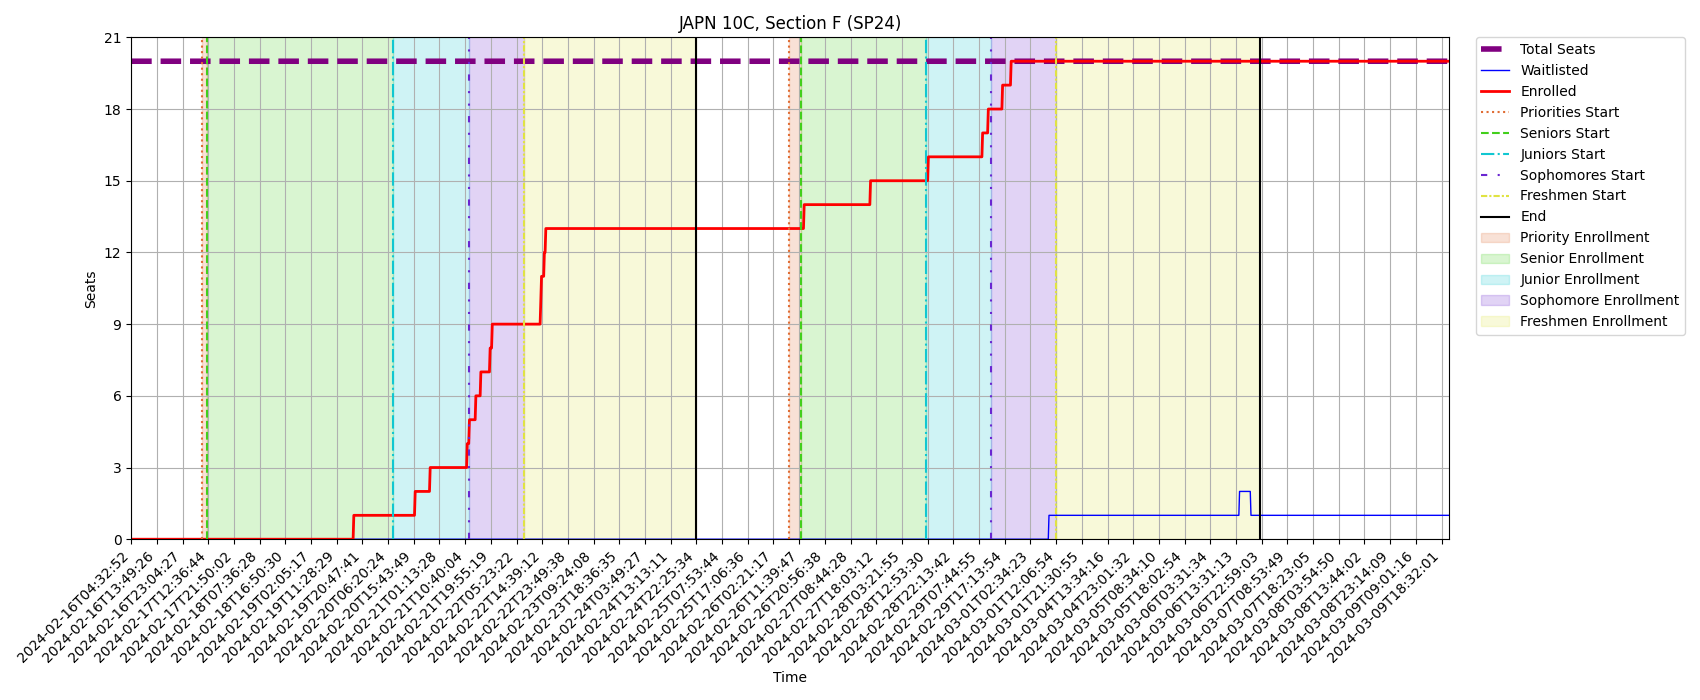 JAPN 10C, Section F (SP24)
21
18
15
12
9
6
3
0
Seats
2024-02-16T04:32:52
2024-02-16T13:49:26
2024-02-16T23:04:27
2024-02-17T12:36:44
2024-02-17T21:50:02
2024-02-18T07:36:28
2024-02-18T16:50:30
2024-02-19T02:05:17
2024-02-19T11:28:29
2024-02-19T20:47:41
2024-02-20T06:20:24
2024-02-20T15:43:49
2024-02-21T01:13:28
2024-02-21T10:40:04
2024-02-21T19:55:19
2024-02-22T05:23:22
2024-02-22T14:39:12
2024-02-22T23:49:38
2024-02-23T09:24:08
2024-02-23T18:36:35
2024-02-24T03:49:27
2024-02-24T13:13:11
2024-02-24T22:25:34
2024-02-25T07:53:44
2024-02-25T17:06:36
2024-02-26T02:21:17
2024-02-26T11:39:47
2024-02-26T20:56:38
2024-02-27T08:44:28
2024-02-27T18:03:12
2024-02-28T03:21:55
2024-02-28T12:53:30
2024-02-28T22:13:42
2024-02-29T07:44:55
2024-02-29T17:13:54
2024-03-01T02:34:23
2024-03-01T12:06:54
2024-03-01T21:30:55
2024-03-04T13:34:16
2024-03-04T23:01:32
2024-03-05T08:34:10
2024-03-05T18:02:54
2024-03-06T03:31:34
2024-03-06T13:31:13
2024-03-06T22:59:03
2024-03-07T08:53:49
2024-03-07T18:23:05
2024-03-08T03:54:50
2024-03-08T13:44:02
2024-03-08T23:14:09
2024-03-09T09:01:16
2024-03-09T18:32:01
Time
Total Seats
Waitlisted
Enrolled
Priorities Start
Seniors Start
Juniors Start
Sophomores Start
Freshmen Start
End
Priority Enrollment
Senior Enrollment
Junior Enrollment
Sophomore Enrollment
Freshmen Enrollment